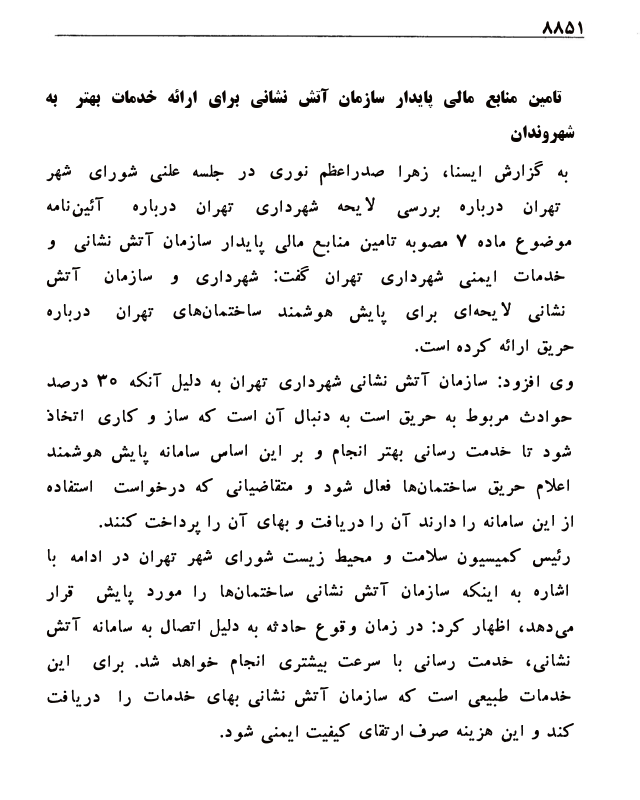 ۸۸۵۱
تامین منابع مالی پایدار سازمان آتش نشانی برای ارائه خدمات بهتر به
شهروندان
به گزارش ایسنا، زهرا صدراعظم نوری در جلسه علنی شورای شهر
تهران درباره بررسی لایحه شهرداری تهران درباره آئین‌نامه
موضوع ماده ۷ مصوبه تامین منابع مالی پایدار سازمان آتش نشانی و
خدمات ایمنی شهرداری تهران گفت: شهرداری و سازمان آتش
نشانی لایحه‌ای برای پایش هوشمند ساختمان‌های تهران درباره
حریق ارائه کرده است.
وی افزود: سازمان آتش نشانی شهرداری تهران به دلیل آنکه ۳۰ درصد
حوادث مربوط به حریق است به دنبال آن است که ساز و کاری اتخاذ
شود تا خدمت رسانی بهتر انجام و بر این اساس سامانه پایش هوشمند
اعلام حریق ساختمان‌ها فعال شود و متقاضیانی که درخواست استفاده
از این سامانه را دارند آن را دریافت و بهای آن را پرداخت کنند.
رئیس کمیسیون سلامت و محیط زیست شورای شهر تهران در ادامه با
اشاره به اینکه سازمان آتش نشانی ساختمان‌ها را مورد پایش قرار
می‌دهد، اظهار کرد: در زمان وقوع حادثه به دلیل اتصال به سامانه آتش
نشانی، خدمت رسانی با سرعت بیشتری انجام خواهد شد. برای این
خدمات طبیعی است که سازمان آتش نشانی بهای خدمات را دریافت
کند و این هزینه صرف ارتقای کیفیت ایمنی شود.